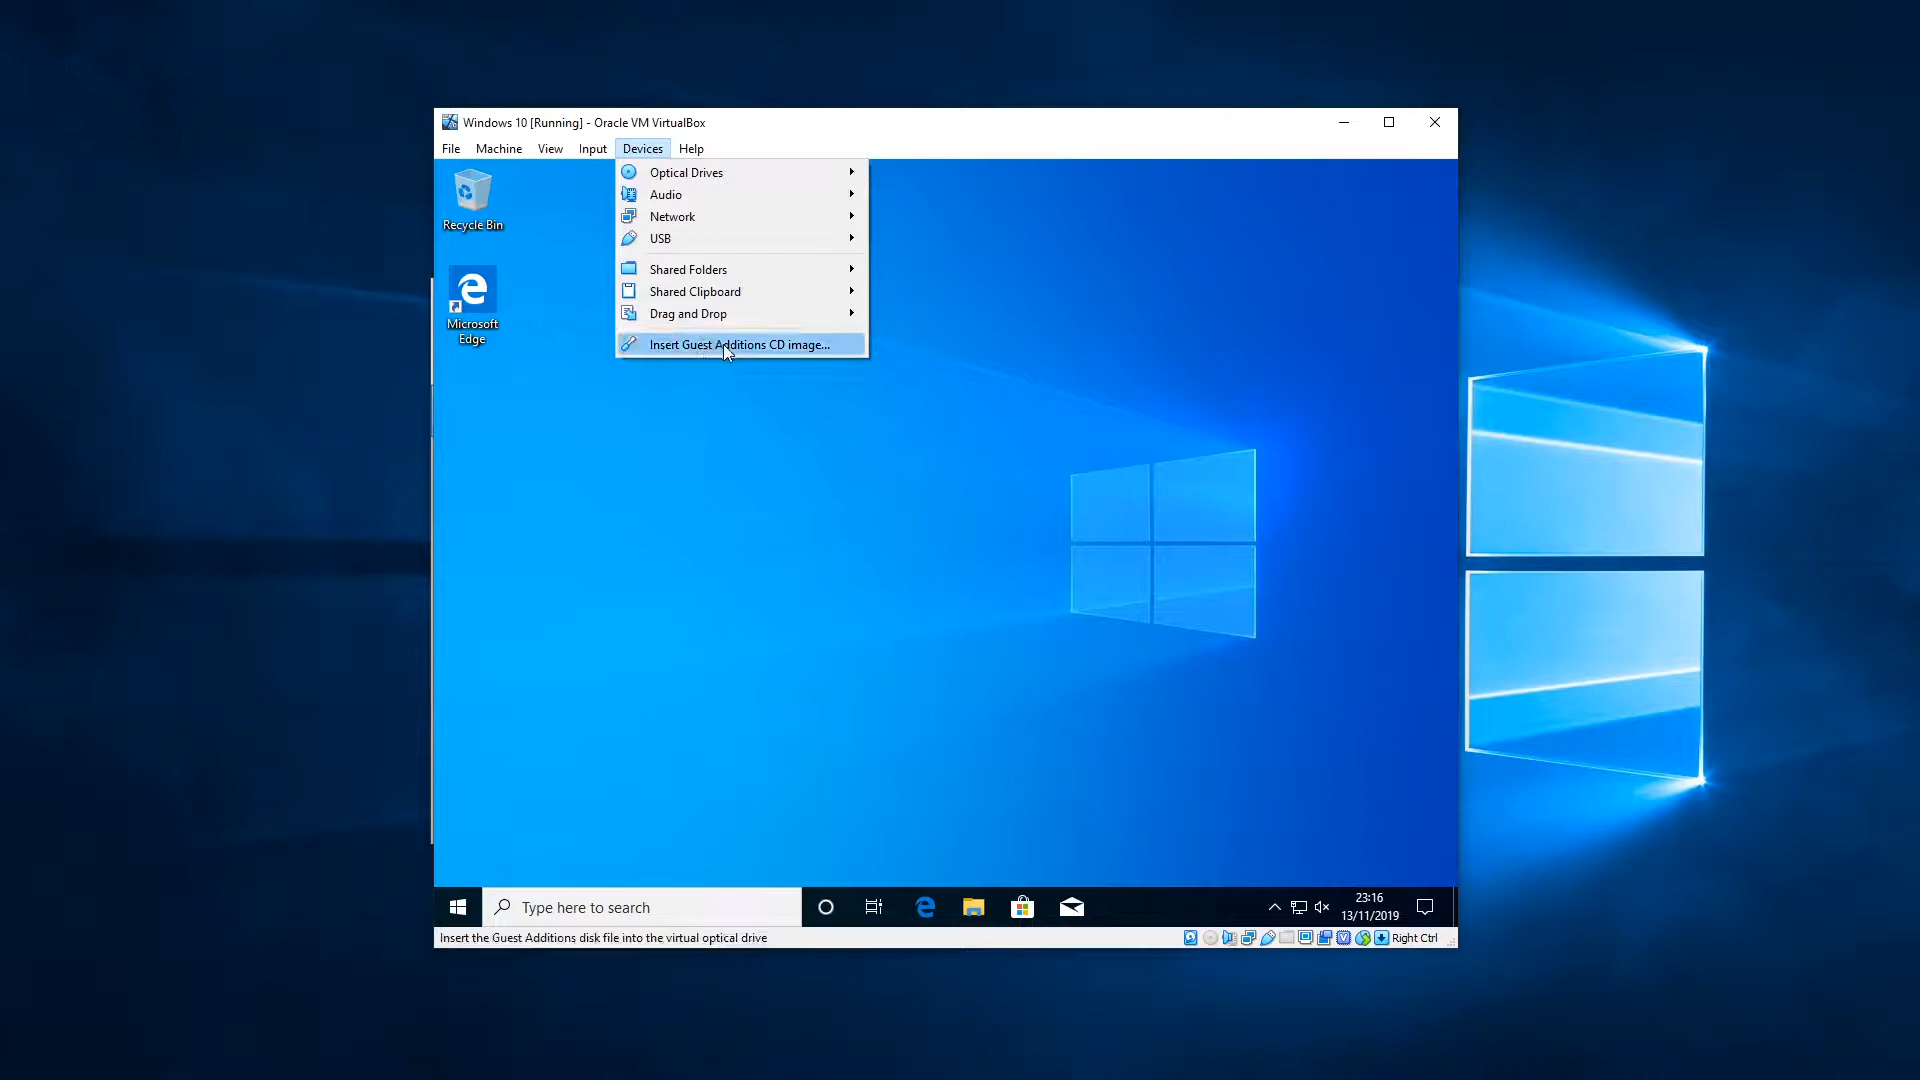 Windows 10 [Running] - Oracle VM VirtualBox
File Machine View Input Devices Help
Optical Drives
Audio
Network
USB
Shared Folders
Shared Clipboard
Drag and Drop
Insert Guest Additions CD image...
Recycle Bin
Microsoft
Edge
Type here to search
23:16
13/11/2019
Insert the Guest Additions disk file into the virtual optical drive
Right Ctrl